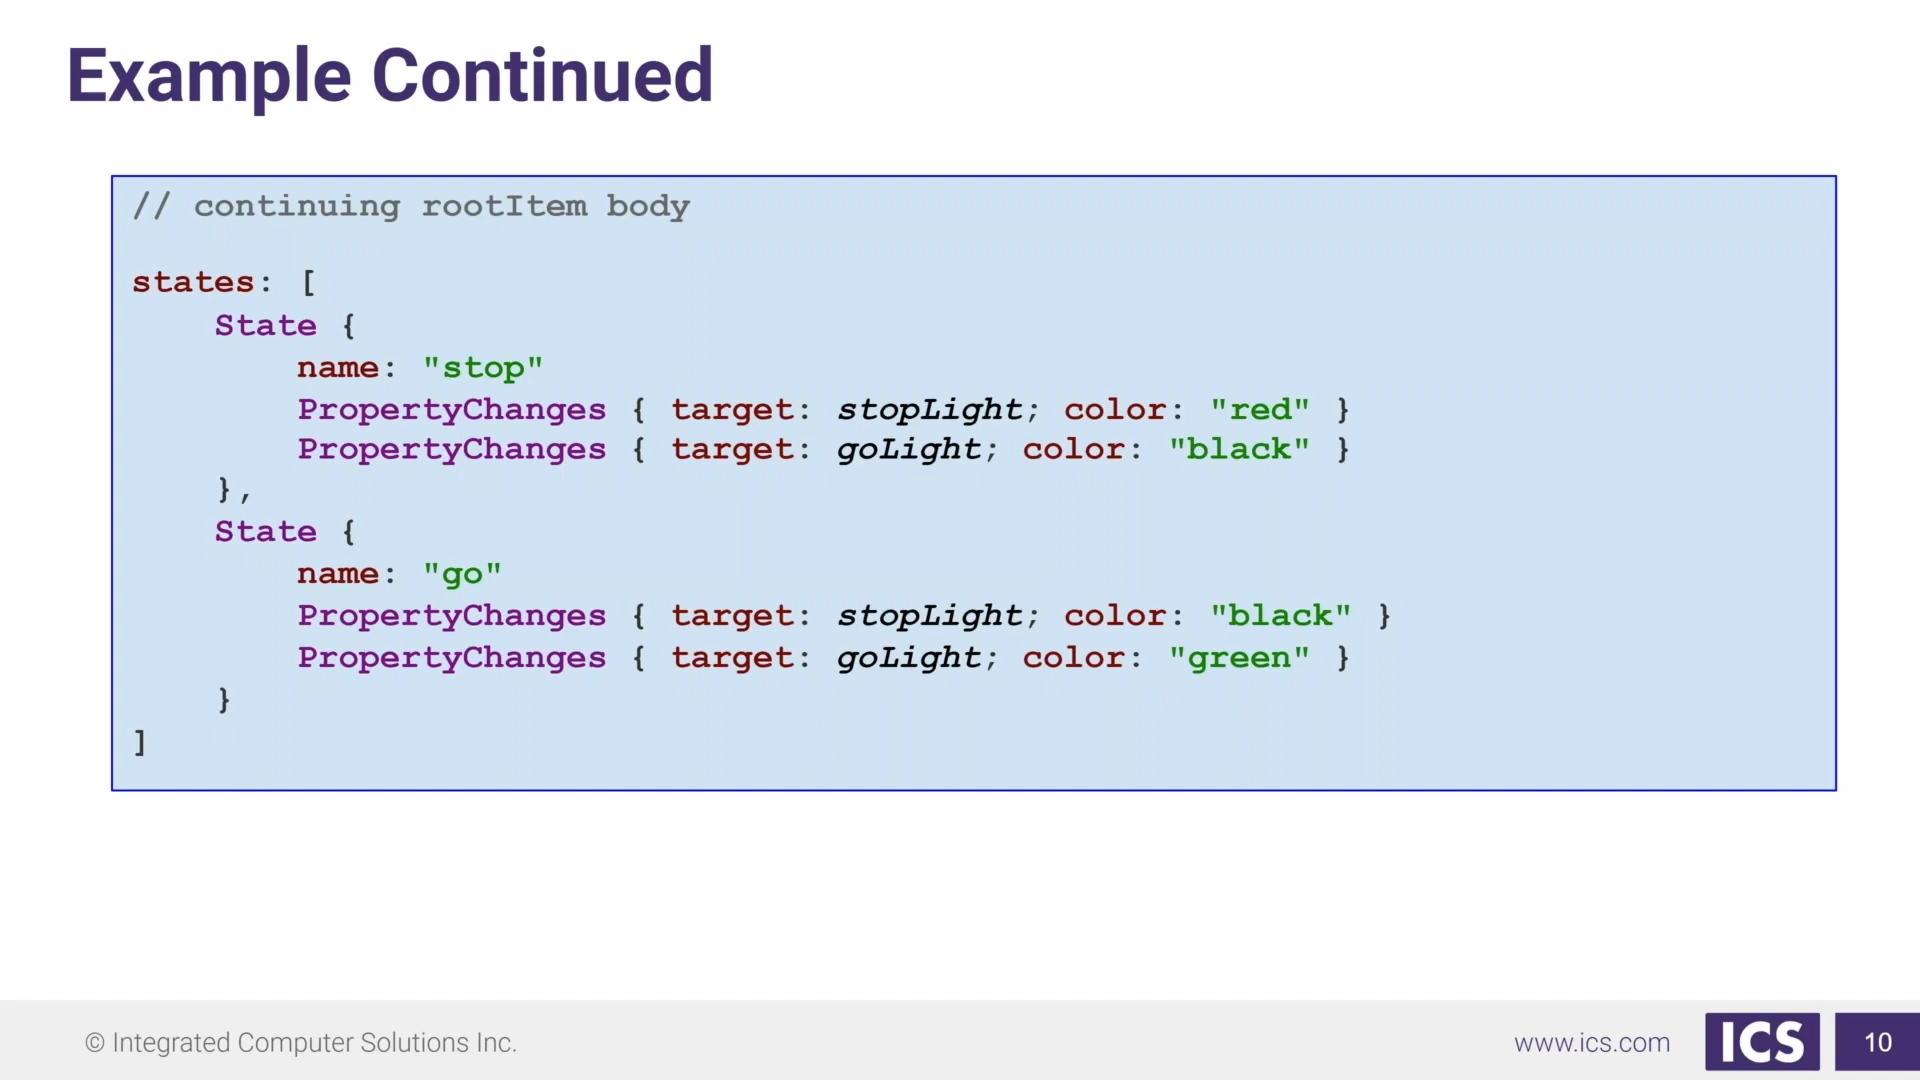 Example Continued
// continuing rootItem body
states: [
State {
name: "stop"
PropertyChanges { target: stopLight; color: "red" }
PropertyChanges { target: goLight; color: "black" }
},
State {
name: "go"
PropertyChanges { target: stopLight; color: "black" }
PropertyChanges { target: goLight; color: "green" }
}
]
© Integrated Computer Solutions Inc.
www.ics.com
ICS
10